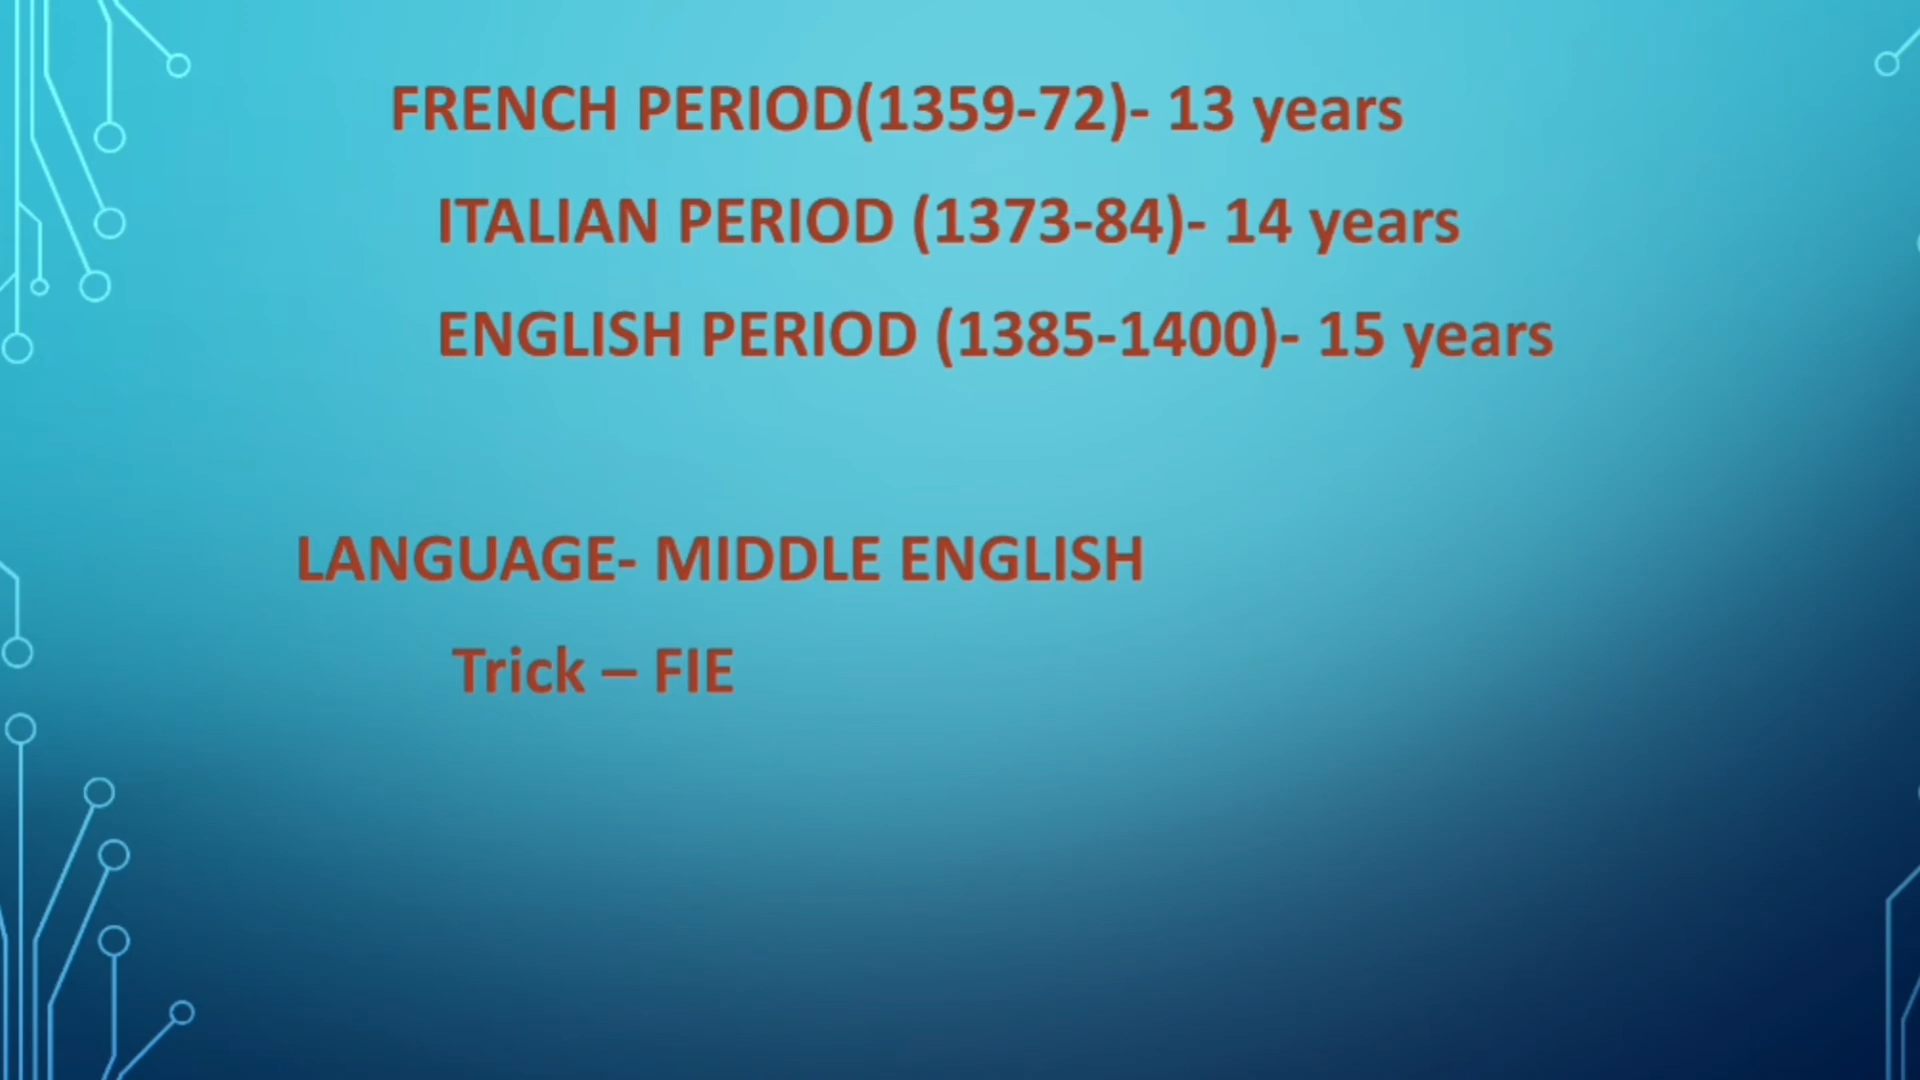 FRENCH PERIOD(1359-72)- 13 years
ITALIAN PERIOD (1373-84)- 14 years
ENGLISH PERIOD (1385-1400)- 15 years
LANGUAGE- MIDDLE ENGLISH
Trick – FIE